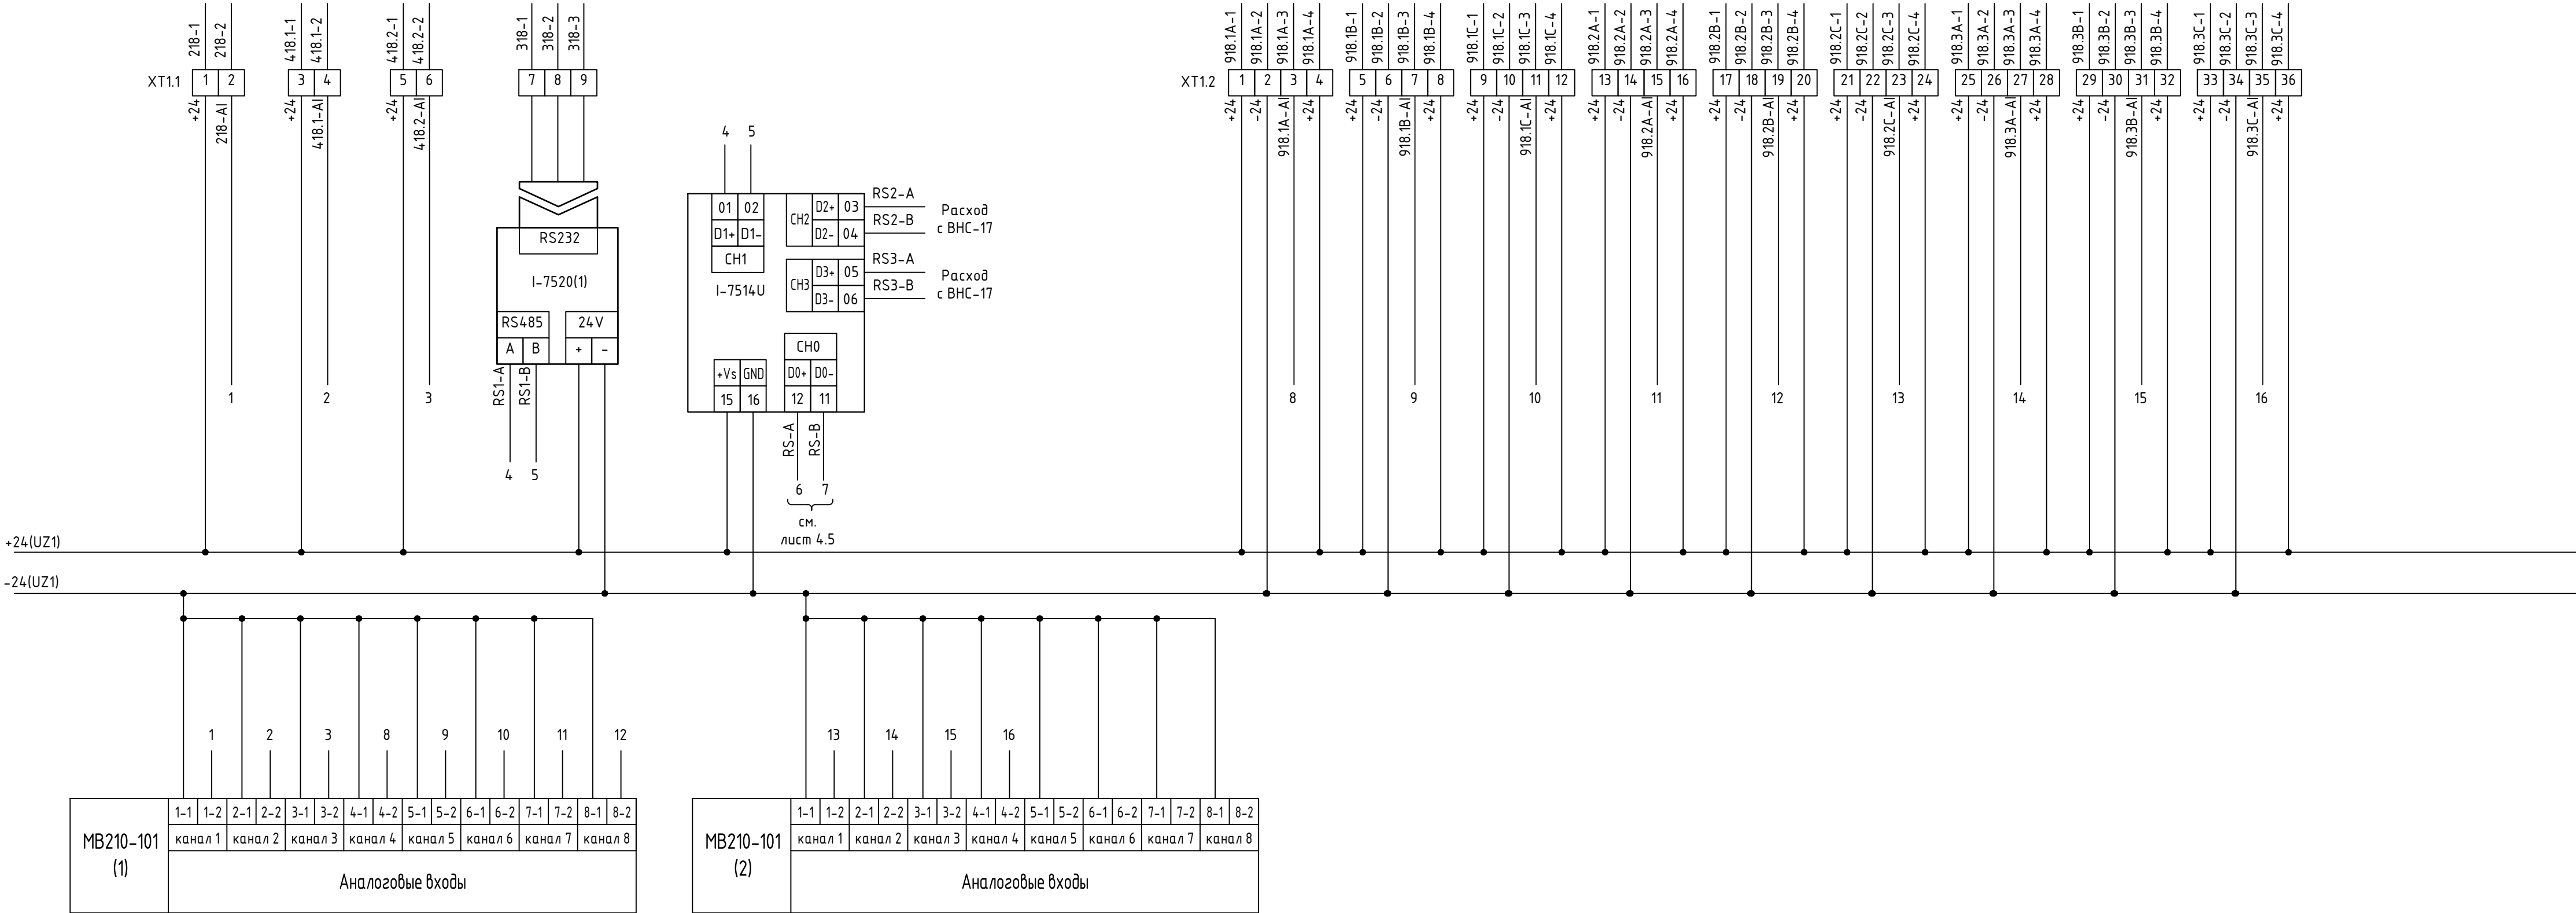 218-1 218-2 418.1-1 418.1-2 418.2-1 418.2-2 318-1 318-2 318-3
XT1.1 1 2 3 4 5 6 7 8 9
+24 218-AI +24 418.1-AI +24 418.2-AI
918.1A-1 918.1A-2 918.1A-3 918.1A-4 918.1B-1 918.1B-2 918.1B-3 918.1B-4 918.1C-1 918.1C-2 918.1C-3 918.1C-4 918.2A-1 918.2A-2 918.2A-3 918.2A-4 918.2B-1 918.2B-2 918.2B-3 918.2B-4 918.2C-1 918.2C-2 918.2C-3 918.2C-4 918.3A-1 918.3A-2 918.3A-3 918.3A-4 918.3B-1 918.3B-2 918.3B-3 918.3B-4 918.3C-1 918.3C-2 918.3C-3 918.3C-4
XT1.2 1 2 3 4 5 6 7 8 9 10 11 12 13 14 15 16 17 18 19 20 21 22 23 24 25 26 27 28 29 30 31 32 33 34 35 36
+24 -24 918.1A-AI +24 +24 -24 918.1B-AI +24 +24 -24 918.1C-AI +24 +24 -24 918.2A-AI +24 +24 -24 918.2B-AI +24 +24 -24 918.2C-AI +24 +24 -24 918.3A-AI +24 +24 -24 918.3B-AI +24 +24 -24 918.3C-AI +24
1 2 3
RS232
I-7520(1)
RS485 24V
A B + -
RS1-A RS1-B
4 5
4 5
01 02
D1+ D1-
CH1
I-7514U
CH2 D2+ 03 RS2-A
D2- 04 RS2-B
Расход
с ВНС-17
CH3 D3+ 05 RS3-A
D3- 06 RS3-B
Расход
с ВНС-17
CH0
+Vs GND D0+ D0-
15 16 12 11
RS-A RS-B
6 7
см.
лист 4.5
8 9 10 11 12 13 14 15 16
+24(UZ1)
-24(UZ1)
1 2 3 8 9 10 11 12
1-1 1-2 2-1 2-2 3-1 3-2 4-1 4-2 5-1 5-2 6-1 6-2 7-1 7-2 8-1 8-2
канал 1 канал 2 канал 3 канал 4 канал 5 канал 6 канал 7 канал 8
МВ210-101
(1)
Аналоговые входы
13 14 15 16
1-1 1-2 2-1 2-2 3-1 3-2 4-1 4-2 5-1 5-2 6-1 6-2 7-1 7-2 8-1 8-2
канал 1 канал 2 канал 3 канал 4 канал 5 канал 6 канал 7 канал 8
МВ210-101
(2)
Аналоговые входы